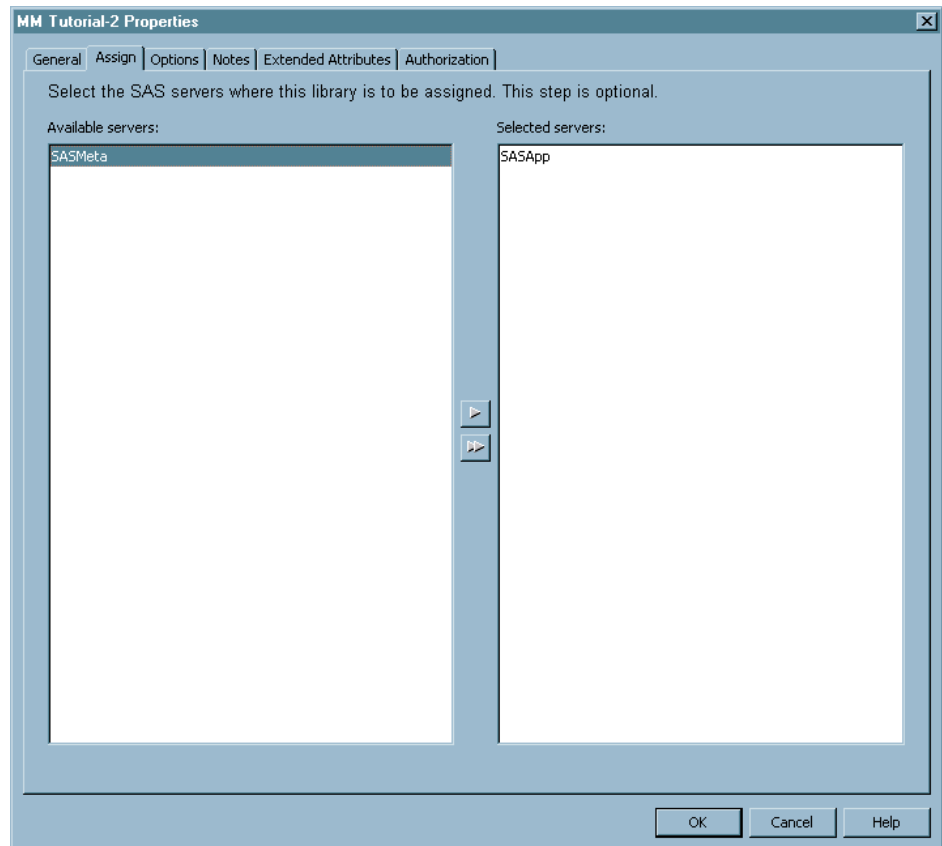 MM Tutorial-2 Properties
General Assign Options Notes Extended Attributes Authorization
Select the SAS servers where this library is to be assigned. This step is optional.
Available servers: Selected servers:
SASMeta SASApp
OK Cancel Help